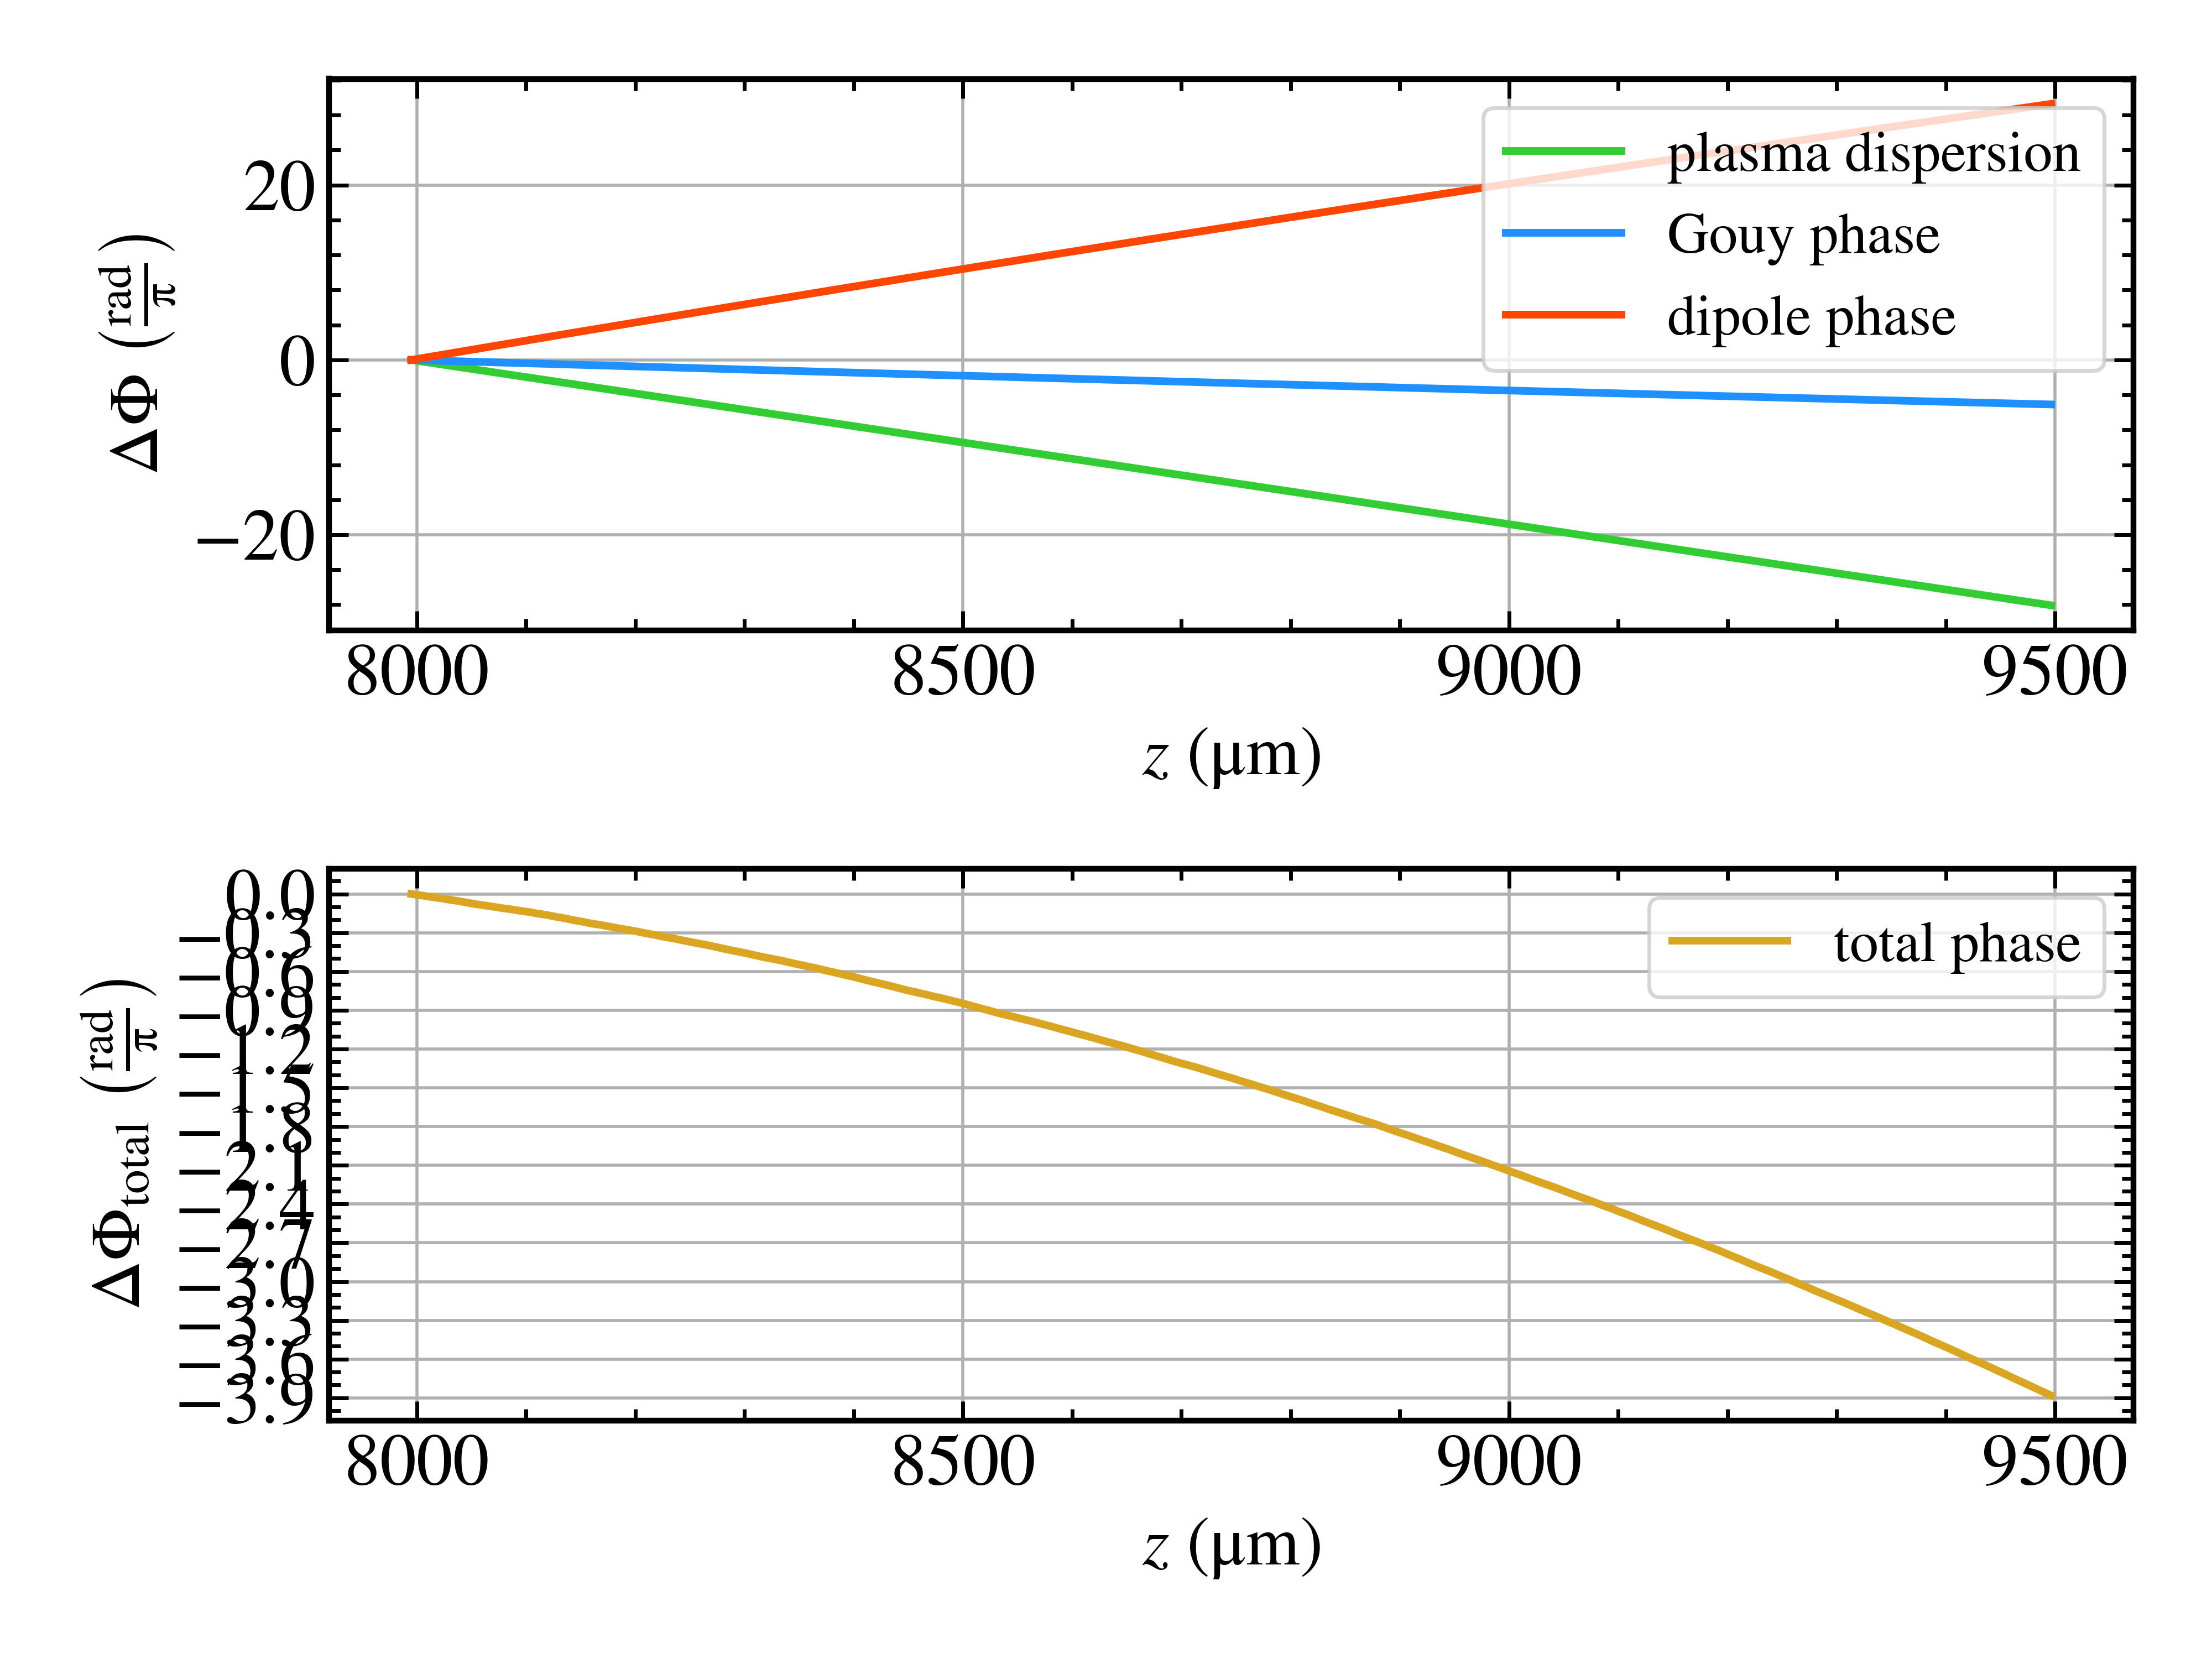 ΔΦ (rad/π)
20
0
−20
plasma dispersion
Gouy phase
dipole phase
8000 8500 9000 9500
z (μm)
ΔΦtotal (rad/π)
0.0
−0.3
−0.6
−0.9
−1.2
−1.5
−1.8
−2.1
−2.4
−2.7
−3.0
−3.3
−3.6
−3.9
total phase
8000 8500 9000 9500
z (μm)